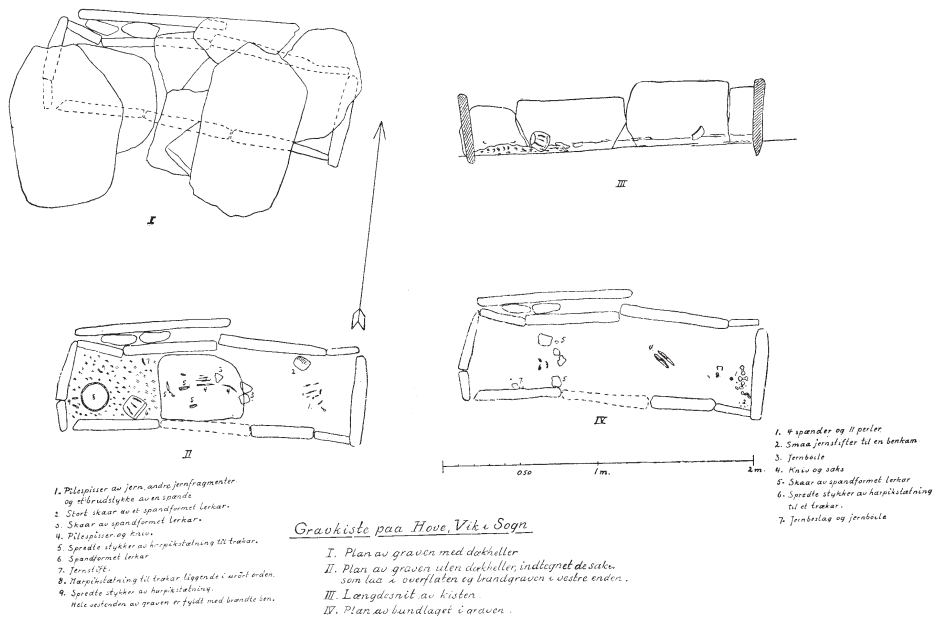 I
III
II
IV
0.50 1m. 2m.
1. Pilespisser av jern, andre jernfragmenter
og et brudstykke av en spænde
2. Stort skaar av et spandformet lerkar.
3. Skaar av spandformet lerkar.
4. Pilespisser og kniv.
5. Spredte stykker av harpikstætning til trækar.
6. Spandformet lerkar
7. Jernstift.
8. Harpikstætning til trækar liggende i urørt orden.
9. Spredte stykker av harpikstætning.
Hele vestenden av graven er fyldt med brændte ben.
Gravkiste paa Hove, Vik i Sogn
I. Plan av graven med dækheller
II. Plan av graven uten dækheller, indtegnet de saker
som laa i overflaten og brandgraven i vestre enden.
III. Længdesnit av kisten.
IV. Plan av bundlaget i graven.
1. 4 spænder og 11 perler
2. Smaa jernstifter til en benkam
3. Jernbøile
4. Kniv og saks
5. Skaar av spandformet lerkar
6. Spredte stykker av harpikstætning
til et trækar.
7. Jernbeslag og jernbøile